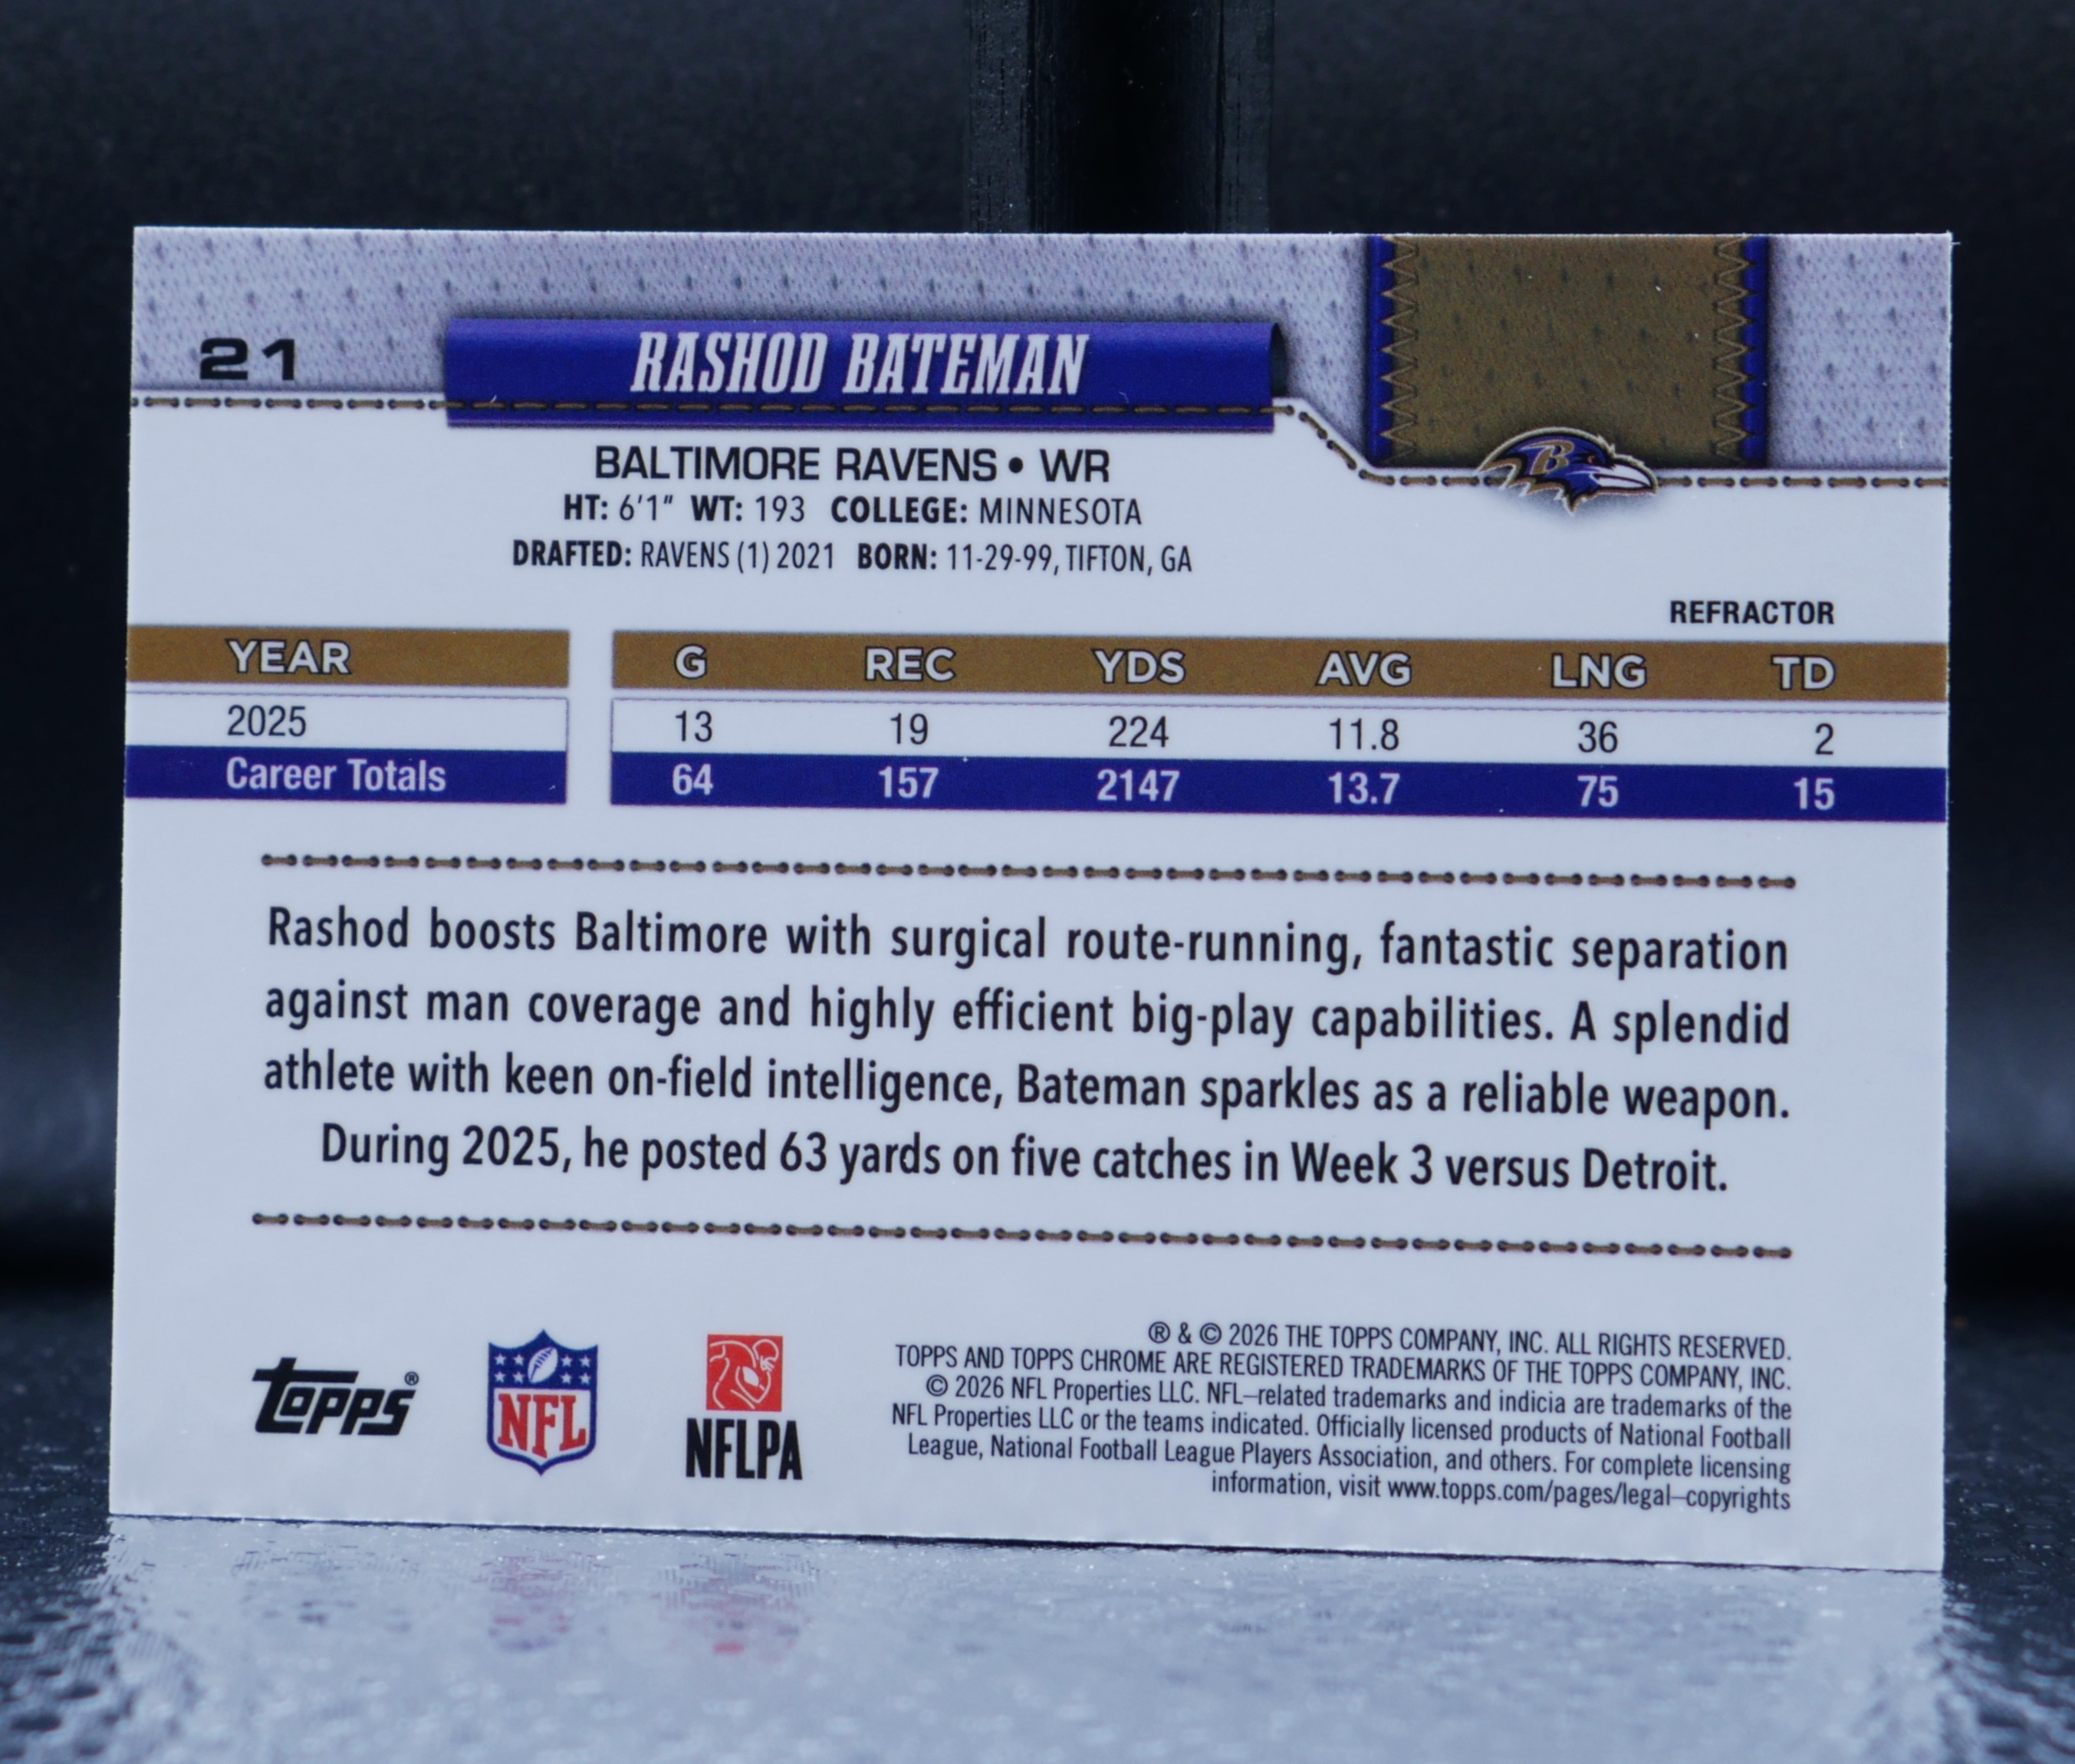 21
RASHOD BATEMAN
BALTIMORE RAVENS • WR
HT: 6'1" WT: 193 COLLEGE: MINNESOTA
DRAFTED: RAVENS (1) 2021 BORN: 11-29-99, TIFTON, GA
B
REFRACTOR
YEAR G REC YDS AVG LNG TD
2025 13 19 224 11.8 36 2
Career Totals 64 157 2147 13.7 75 15
Rashod boosts Baltimore with surgical route-running, fantastic separation
against man coverage and highly efficient big-play capabilities. A splendid
athlete with keen on-field intelligence, Bateman sparkles as a reliable weapon.
During 2025, he posted 63 yards on five catches in Week 3 versus Detroit.
topps®
NFL
NFLPA
® & © 2026 THE TOPPS COMPANY, INC. ALL RIGHTS RESERVED.
TOPPS AND TOPPS CHROME ARE REGISTERED TRADEMARKS OF THE TOPPS COMPANY, INC.
© 2026 NFL Properties LLC. NFL–related trademarks and indicia are trademarks of the
NFL Properties LLC or the teams indicated. Officially licensed products of National Football
League, National Football League Players Association, and others. For complete licensing
information, visit www.topps.com/pages/legal–copyrights